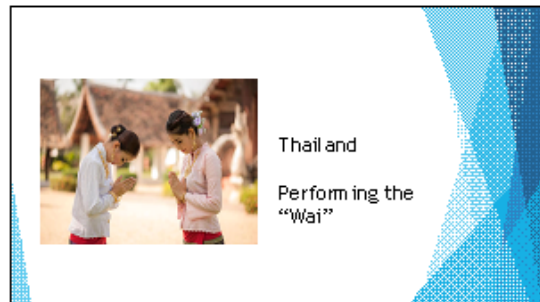 Thailand
Performing the
“Wai”